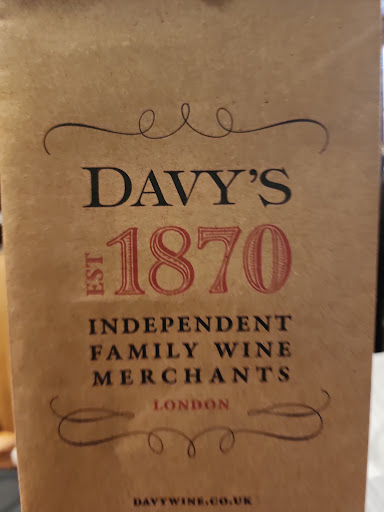 DAVY'S
EST 1870
INDEPENDENT
FAMILY WINE
MERCHANTS
LONDON
DAVYWINE.CO.UK